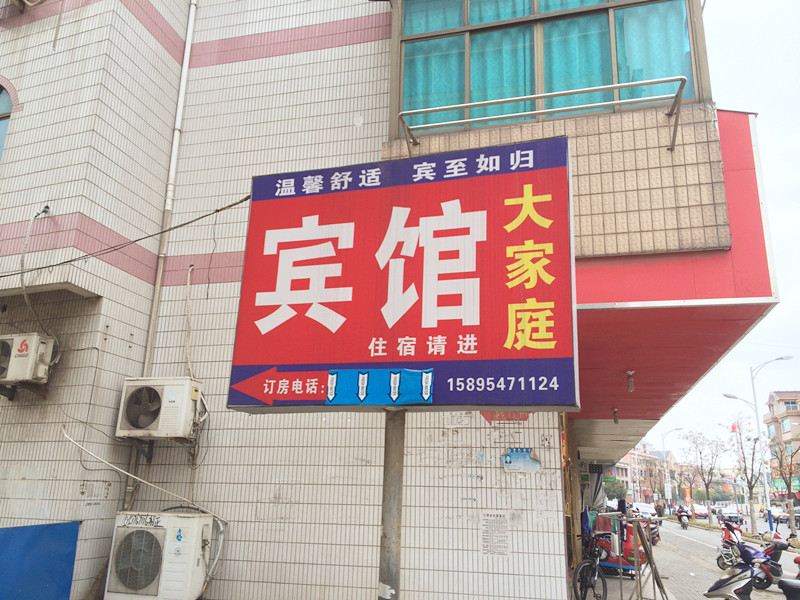 温馨舒适 宾至如归
宾馆
大家庭
住宿请进
订房电话: 15895471124